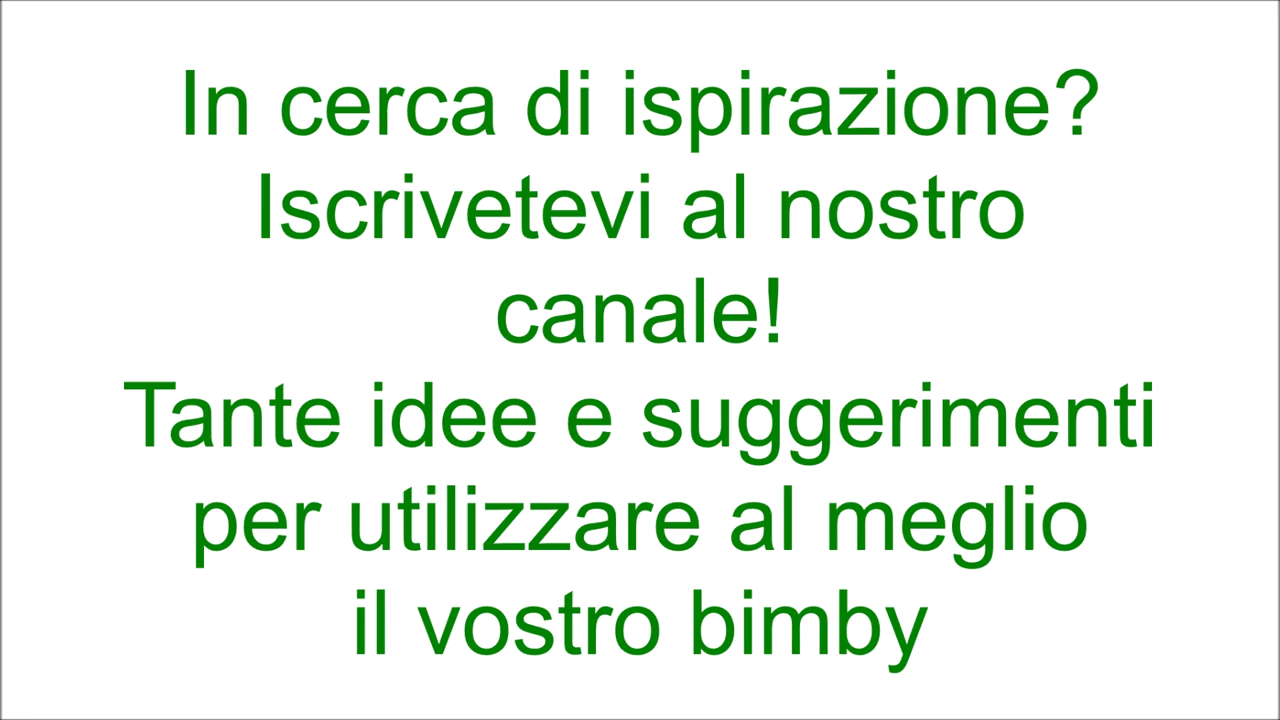 In cerca di ispirazione?
Iscrivetevi al nostro
canale!
Tante idee e suggerimenti
per utilizzare al meglio
il vostro bimby